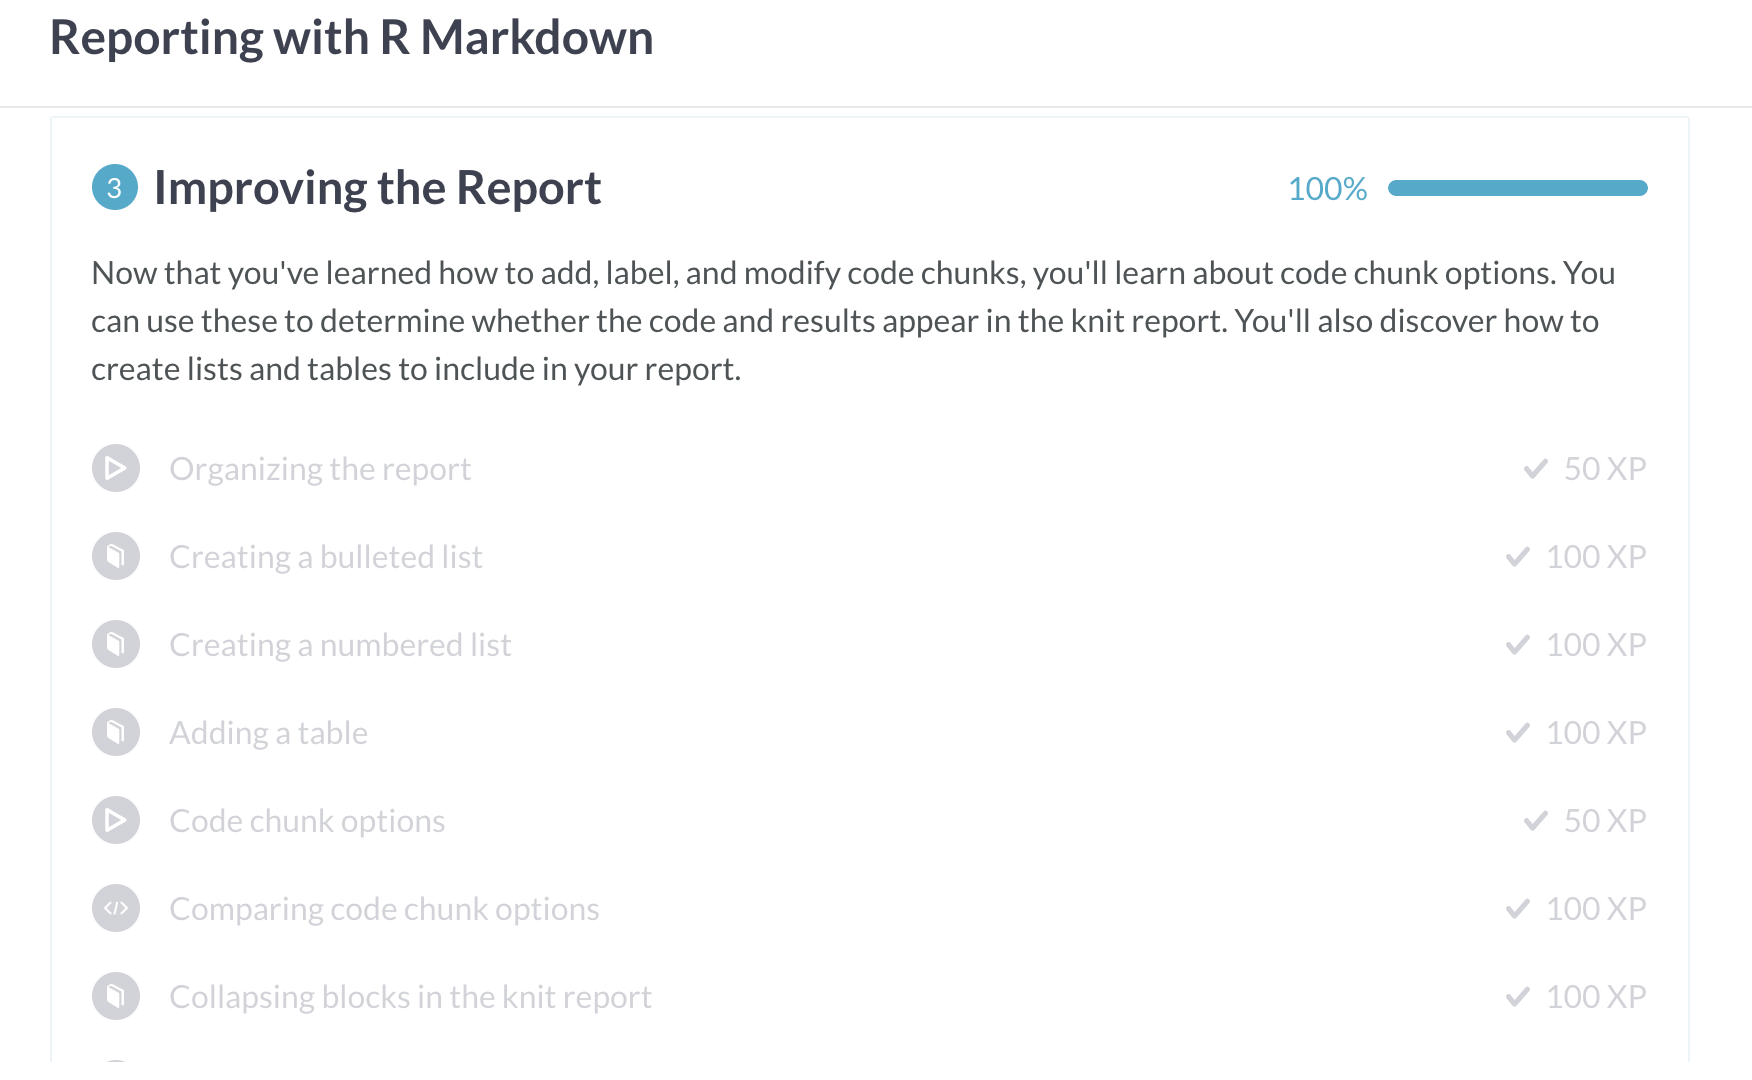 Reporting with R Markdown
3 Improving the Report 100%
Now that you've learned how to add, label, and modify code chunks, you'll learn about code chunk options. You
can use these to determine whether the code and results appear in the knit report. You'll also discover how to
create lists and tables to include in your report.
Organizing the report 50 XP
Creating a bulleted list 100 XP
Creating a numbered list 100 XP
Adding a table 100 XP
Code chunk options 50 XP
</> Comparing code chunk options 100 XP
Collapsing blocks in the knit report 100 XP